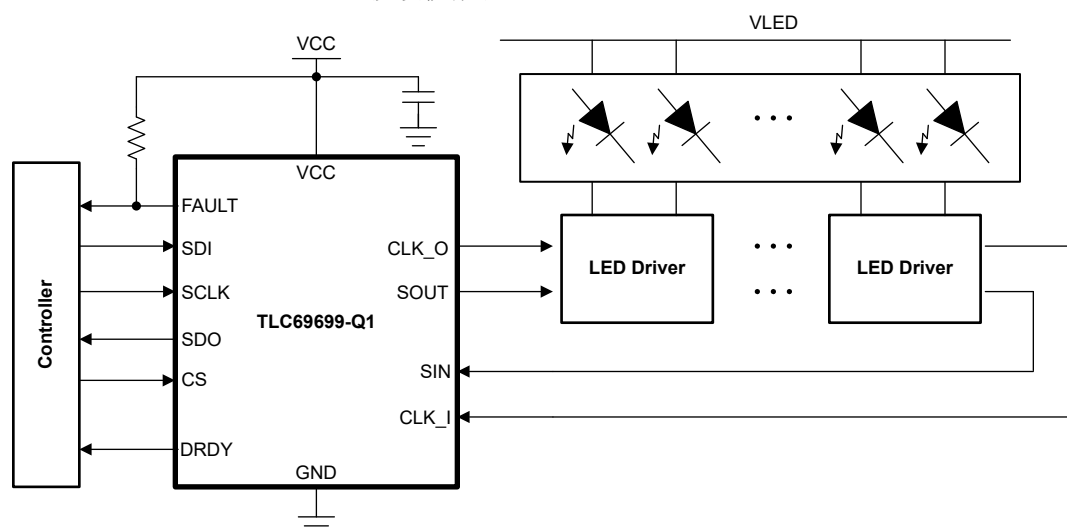 VCC
VLED
VCC
FAULT
SDI
SCLK
SDO
CS
DRDY
Controller
TLC69699-Q1
CLK_O
SOUT
SIN
CLK_I
GND
LED Driver
LED Driver